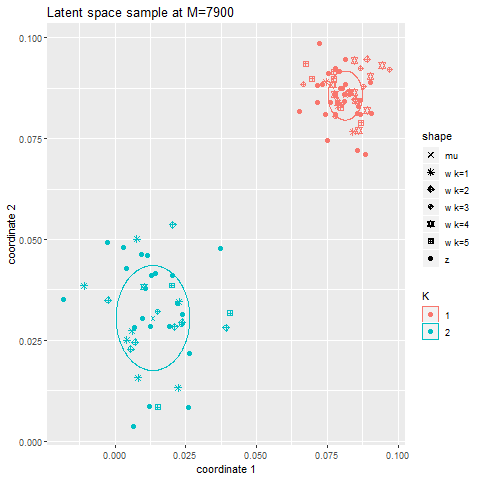 Latent space sample at M=7900
coordinate 2
0.100
0.075
0.050
0.025
0.000
0.000 0.025 0.050 0.075 0.100
coordinate 1
shape
mu
w k=1
w k=2
w k=3
w k=4
w k=5
z
K
1
2